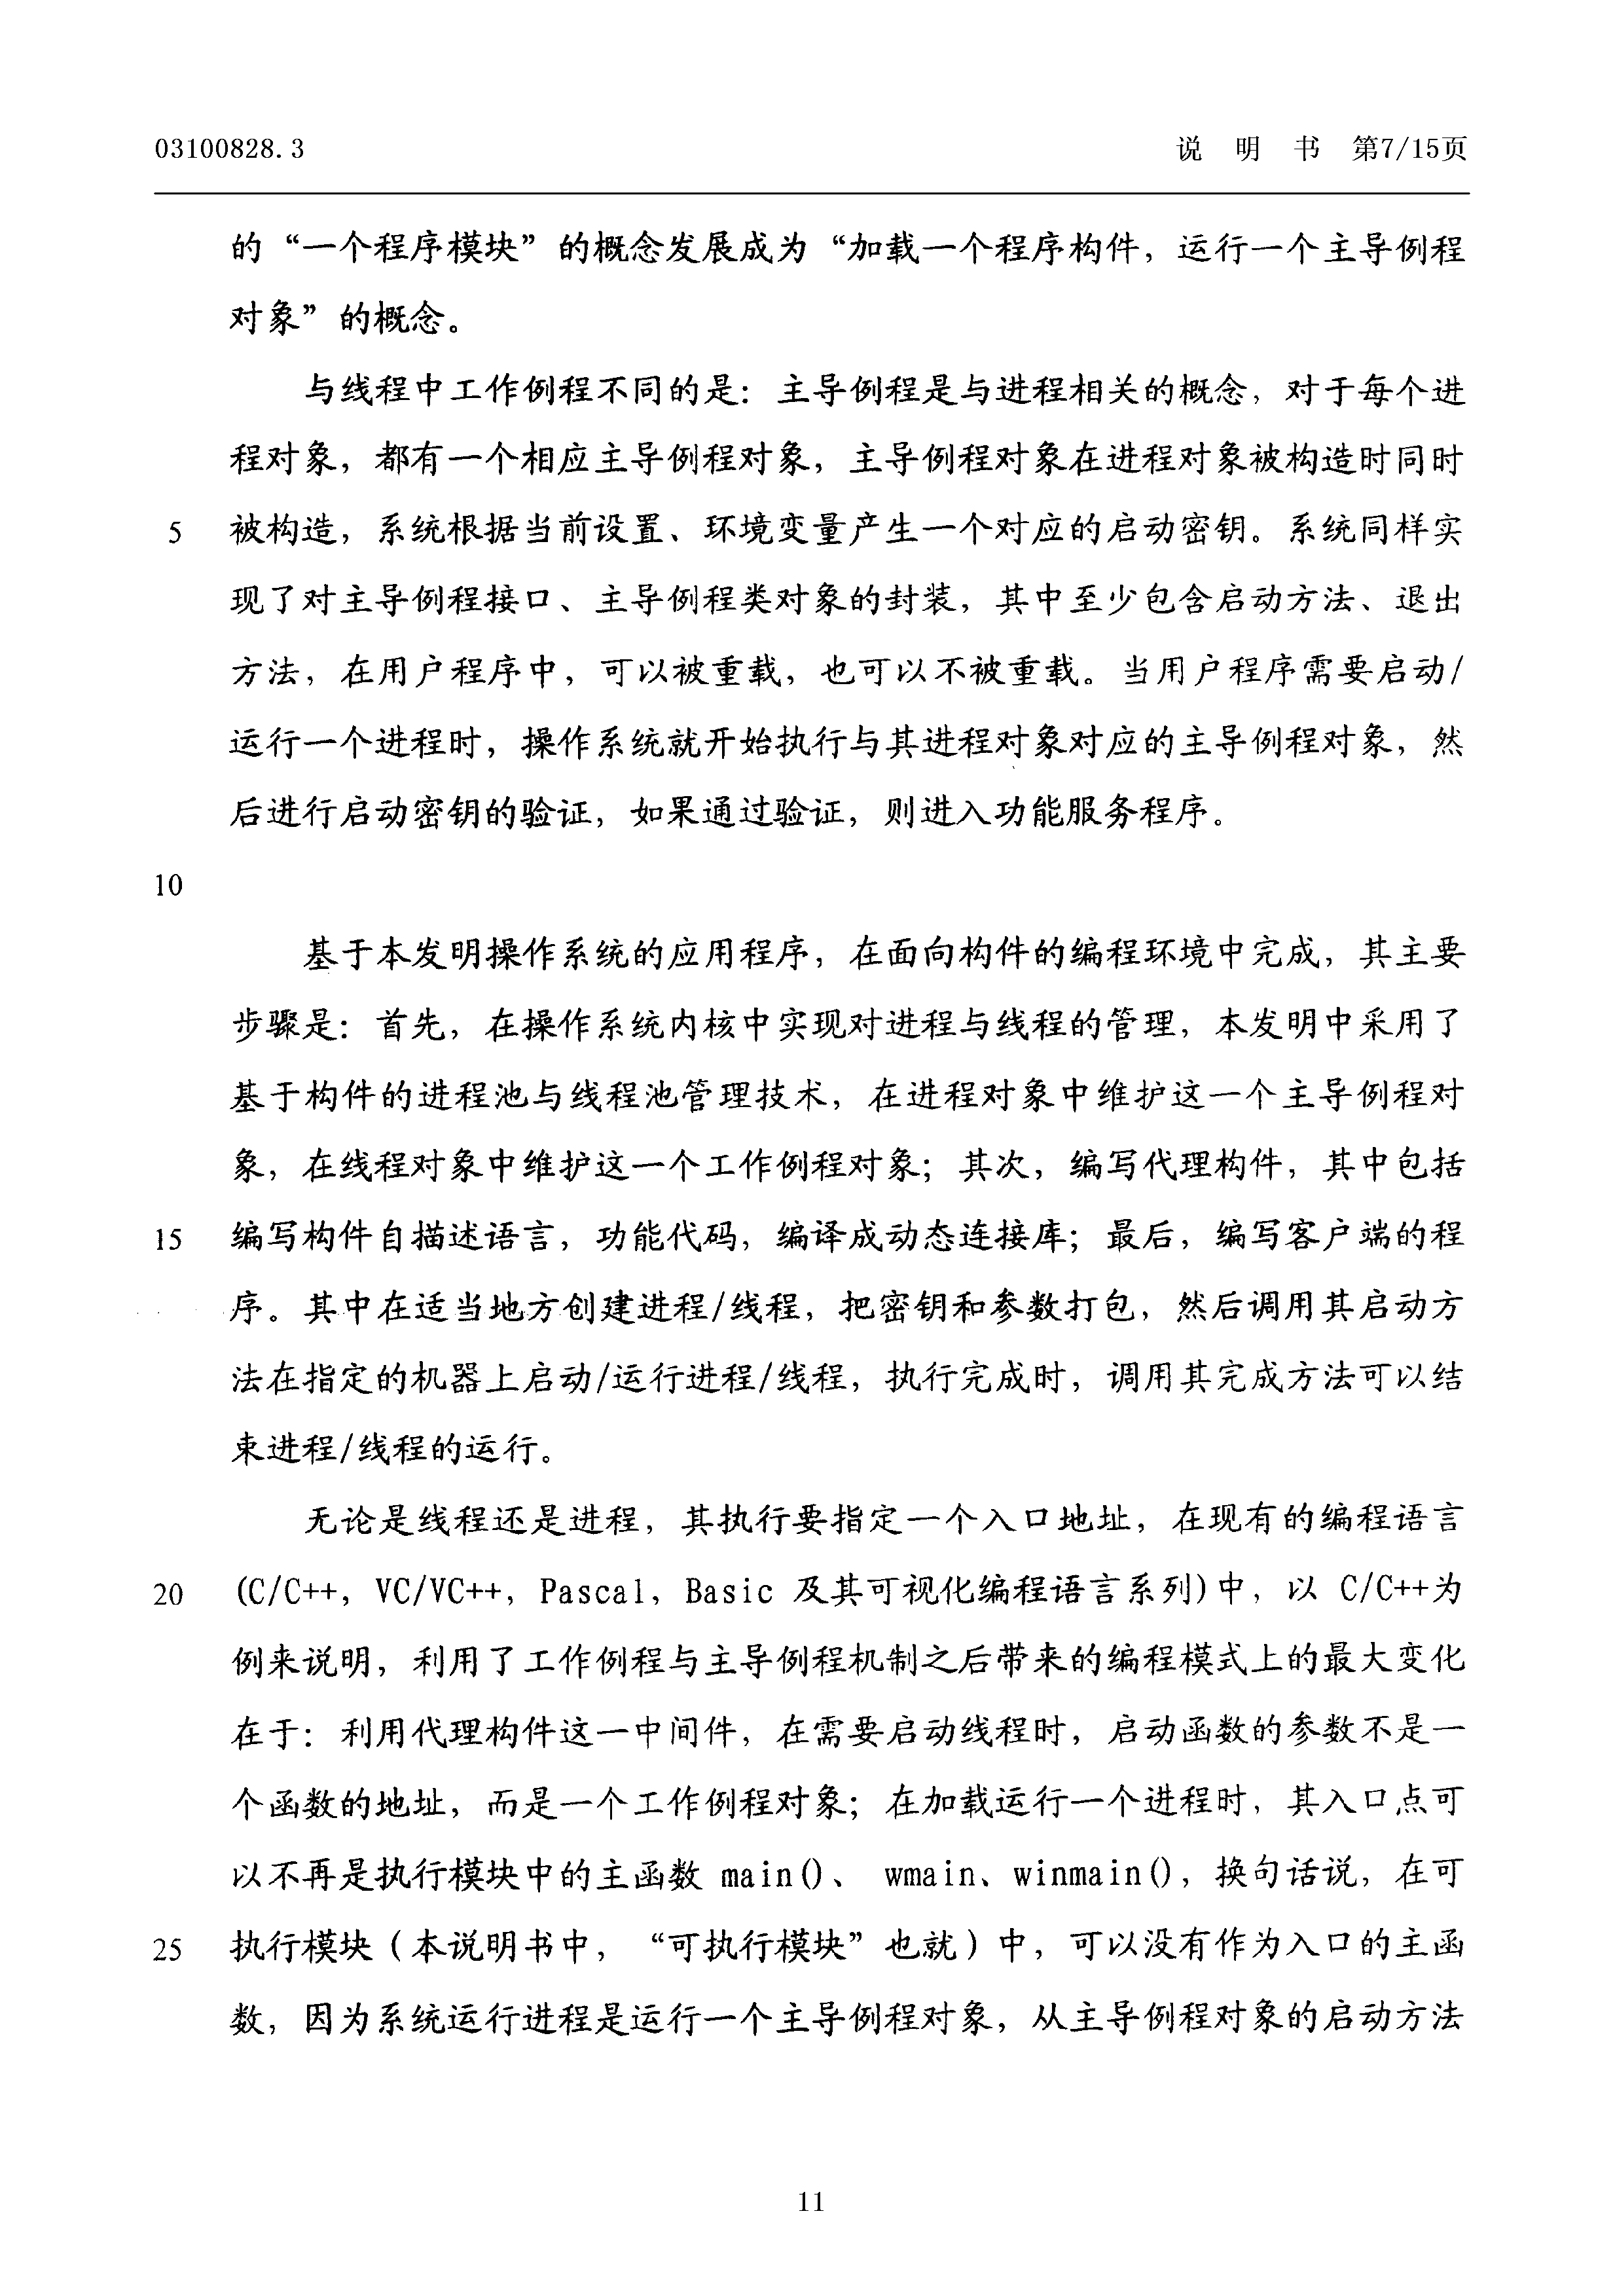 03100828.3 说 明 书 第7/15页
的“一个程序模块”的概念发展成为“加载一个程序构件，运行一个主导例程
对象”的概念。
与线程中工作例程不同的是：主导例程是与进程相关的概念，对于每个进
程对象，都有一个相应主导例程对象，主导例程对象在进程对象被构造时同时
5 被构造，系统根据当前设置、环境变量产生一个对应的启动密钥。系统同样实
现了对主导例程接口、主导例程类对象的封装，其中至少包含启动方法、退出
方法，在用户程序中，可以被重载，也可以不被重载。当用户程序需要启动/
运行一个进程时，操作系统就开始执行与其进程对象对应的主导例程对象，然
后进行启动密钥的验证，如果通过验证，则进入功能服务程序。
10
基于本发明操作系统的应用程序，在面向构件的编程环境中完成，其主要
步骤是：首先，在操作系统内核中实现对进程与线程的管理，本发明中采用了
基于构件的进程池与线程池管理技术，在进程对象中维护这一个主导例程对
象，在线程对象中维护这一个工作例程对象；其次，编写代理构件，其中包括
15 编写构件自描述语言，功能代码，编译成动态连接库；最后，编写客户端的程
序。其中在适当地方创建进程/线程，把密钥和参数打包，然后调用其启动方
法在指定的机器上启动/运行进程/线程，执行完成时，调用其完成方法可以结
束进程/线程的运行。
无论是线程还是进程，其执行要指定一个入口地址，在现有的编程语言
20 (C/C++，VC/VC++，Pascal，Basic 及其可视化编程语言系列)中，以 C/C++为
例来说明，利用了工作例程与主导例程机制之后带来的编程模式上的最大变化
在于：利用代理构件这一中间件，在需要启动线程时，启动函数的参数不是一
个函数的地址，而是一个工作例程对象；在加载运行一个进程时，其入口点可
以不再是执行模块中的主函数 main()、 wmain、winmain()，换句话说，在可
25 执行模块（本说明书中，“可执行模块”也就）中，可以没有作为入口的主函
数，因为系统运行进程是运行一个主导例程对象，从主导例程对象的启动方法
11